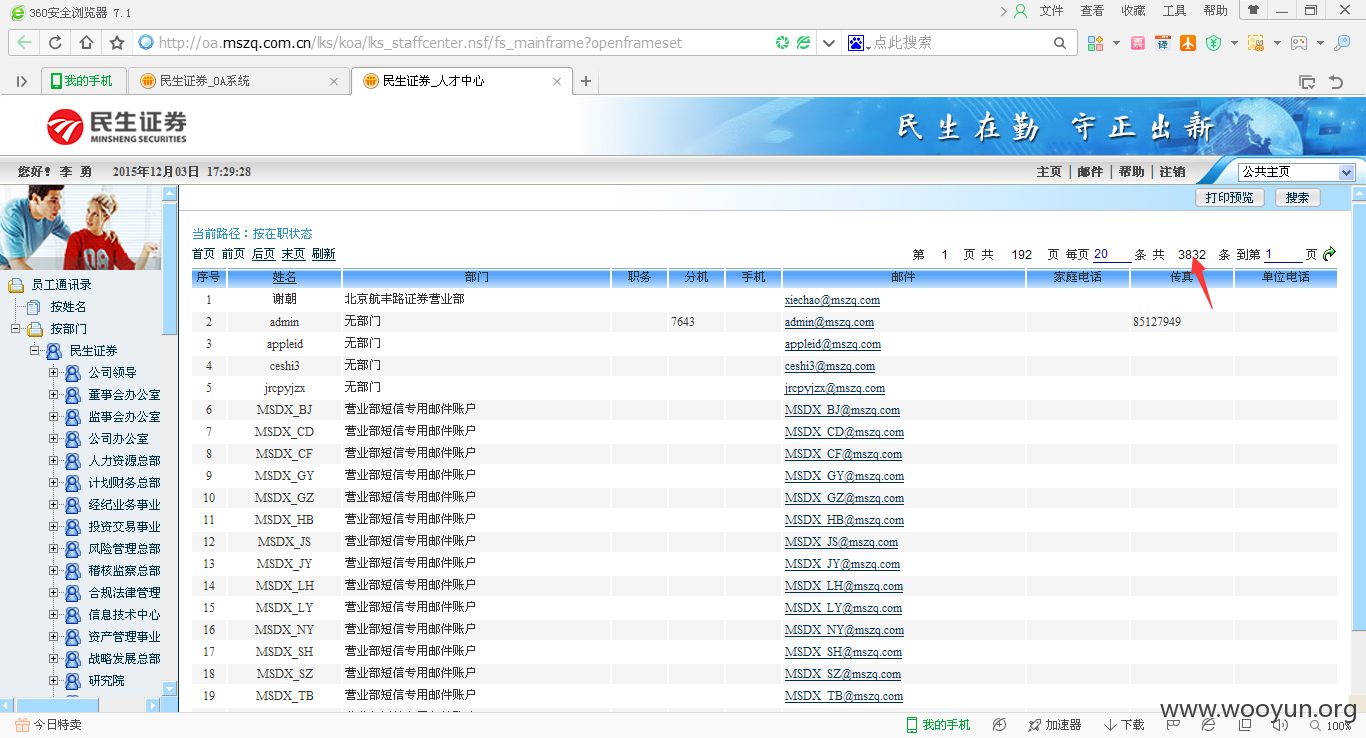 360安全浏览器 7.1 文件 查看 收藏 工具 帮助
http://oa.mszq.com.cn/lks/koa/lks_staffcenter.nsf/fs_mainframe?openframeset 点此搜索
我的手机 民生证券_OA系统 民生证券_人才中心
民生证券 民生在勤 守正出新
MINSHENG SECURITIES
您好! 李 勇 2015年12月03日 17:29:28 主页 | 邮件 | 帮助 | 注销 公共主页
打印预览 搜索
当前路径:按在职状态
首页 前页 后页 末页 刷新 第 1 页 共 192 页 每页 20 条 共 3832 条 到第 1 页
序号 姓名 部门 职务 分机 手机 邮件 家庭电话 传真 单位电话
1 谢朝 北京航丰路证券营业部 xiechao@mszq.com
2 admin 无部门 7643 admin@mszq.com 85127949
3 appleid 无部门 appleid@mszq.com
4 ceshi3 无部门 ceshi3@mszq.com
5 jrcpyjzx 无部门 jrcpyjzx@mszq.com
6 MSDX_BJ 营业部短信专用邮件账户 MSDX_BJ@mszq.com
7 MSDX_CD 营业部短信专用邮件账户 MSDX_CD@mszq.com
8 MSDX_CF 营业部短信专用邮件账户 MSDX_CF@mszq.com
9 MSDX_GY 营业部短信专用邮件账户 MSDX_GY@mszq.com
10 MSDX_GZ 营业部短信专用邮件账户 MSDX_GZ@mszq.com
11 MSDX_HB 营业部短信专用邮件账户 MSDX_HB@mszq.com
12 MSDX_JS 营业部短信专用邮件账户 MSDX_JS@mszq.com
13 MSDX_JY 营业部短信专用邮件账户 MSDX_JY@mszq.com
14 MSDX_LH 营业部短信专用邮件账户 MSDX_LH@mszq.com
15 MSDX_LY 营业部短信专用邮件账户 MSDX_LY@mszq.com
16 MSDX_NY 营业部短信专用邮件账户 MSDX_NY@mszq.com
17 MSDX_SH 营业部短信专用邮件账户 MSDX_SH@mszq.com
18 MSDX_SZ 营业部短信专用邮件账户 MSDX_SZ@mszq.com
19 MSDX_TB 营业部短信专用邮件账户 MSDX_TB@mszq.com
员工通讯录
按姓名
按部门
民生证券
公司领导
董事会办公室
监事会办公室
公司办公室
人力资源总部
计划财务总部
经纪业务事业
投资交易事业
风险管理总部
稽核监察总部
合规法律管理
信息技术中心
资产管理事业
战略发展总部
研究院
www.wooyun.org
今日特卖 我的手机 加速器 下载 100%